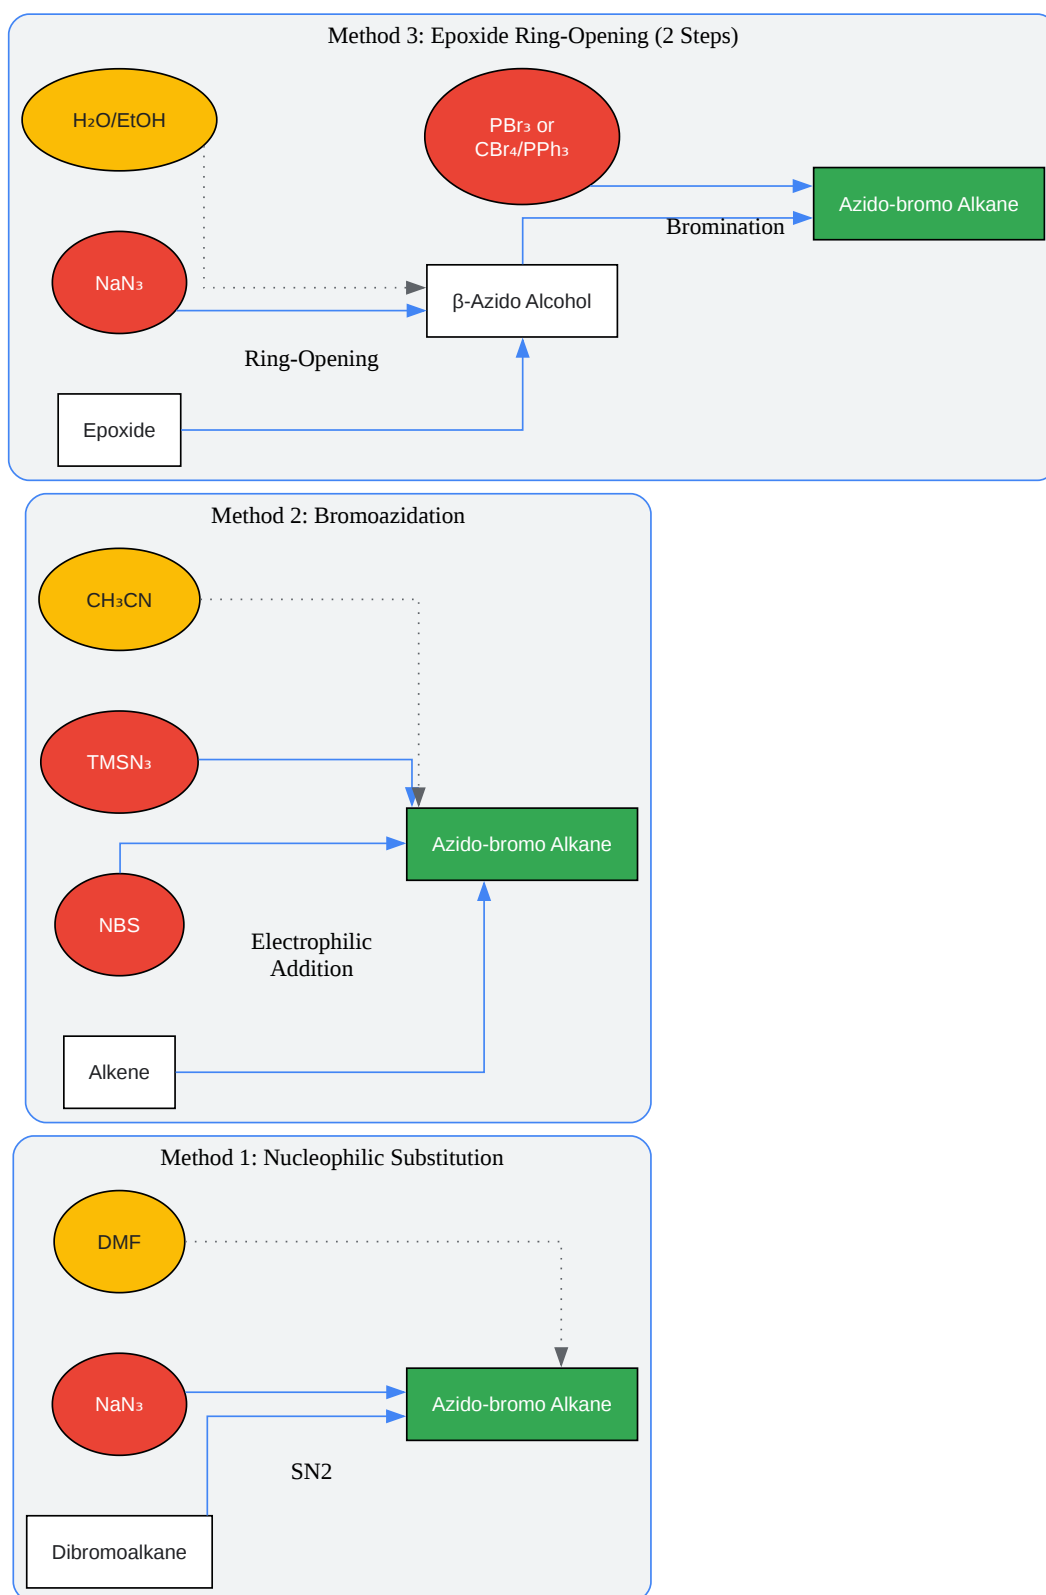 Method 3: Epoxide Ring-Opening (2 Steps)
H₂O/EtOH
PBr₃ or
CBr₄/PPh₃
Azido-bromo Alkane
Bromination
NaN₃
β-Azido Alcohol
Ring-Opening
Epoxide
Method 2: Bromoazidation
CH₃CN
TMSN₃
Azido-bromo Alkane
NBS
Electrophilic
Addition
Alkene
Method 1: Nucleophilic Substitution
DMF
NaN₃
Azido-bromo Alkane
SN2
Dibromoalkane